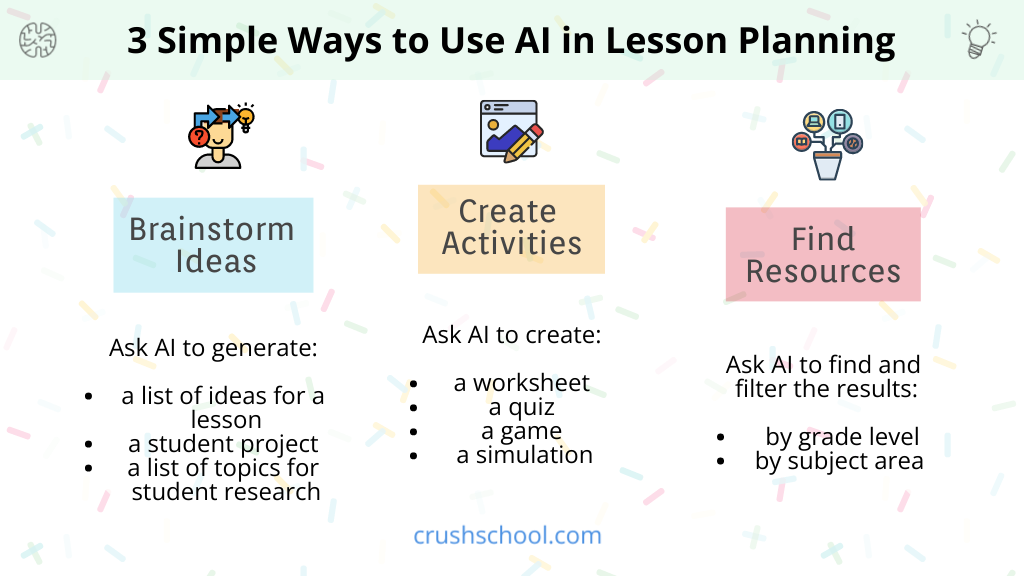 3 Simple Ways to Use AI in Lesson Planning
?
Brainstorm
Ideas
Ask AI to generate:
• a list of ideas for a
lesson
• a student project
• a list of topics for
student research
Create
Activities
Ask AI to create:
• a worksheet
• a quiz
• a game
• a simulation
Find
Resources
Ask AI to find and
filter the results:
• by grade level
• by subject area
crushschool.com